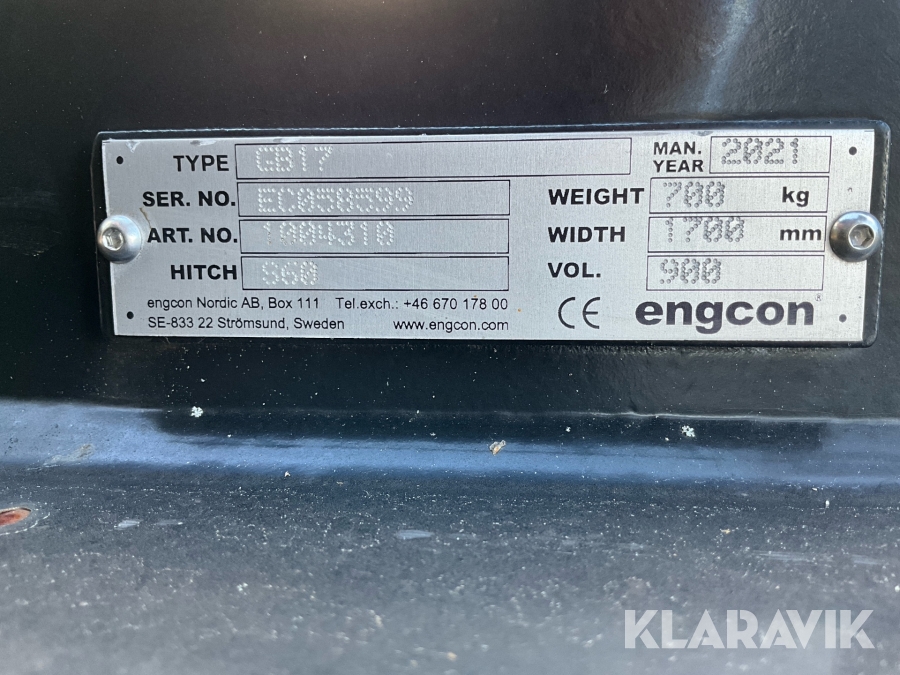 TYPE GB17
MAN. YEAR 2021
SER. NO. EC058599
WEIGHT 700 kg
ART. NO. 1004310
WIDTH 1700 mm
HITCH S60
VOL. 900
engcon Nordic AB, Box 111 Tel.exch.: +46 670 178 00
SE-833 22 Strömsund, Sweden www.engcon.com
CE engcon®
KLARAVIK